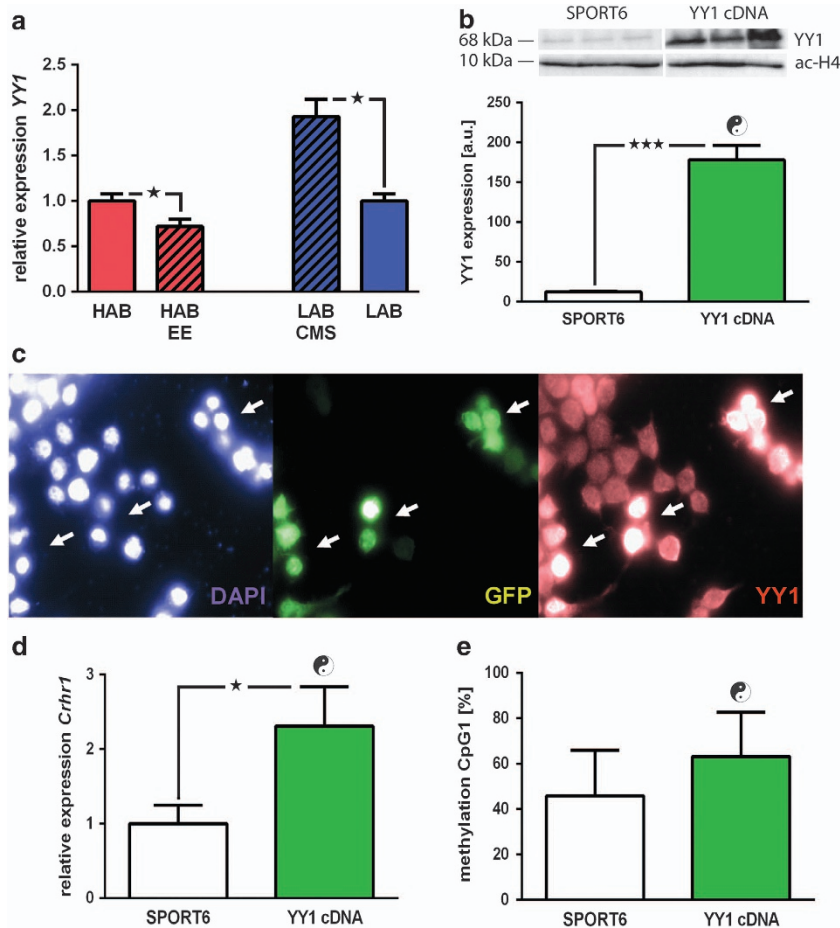 a
relative expression YY1
2.5
2.0
1.5
1.0
0.5
0.0
HAB
HAB EE
LAB CMS
LAB
b
SPORT6 YY1 cDNA
68 kDa YY1
10 kDa ac-H4
YY1 expression [a.u.]
250
200
150
100
50
0
SPORT6 YY1 cDNA
c
DAPI GFP YY1
d
relative expression Crhr1
3
2
1
0
SPORT6 YY1 cDNA
e
methylation CpG1 [%]
100
80
60
40
20
0
SPORT6 YY1 cDNA